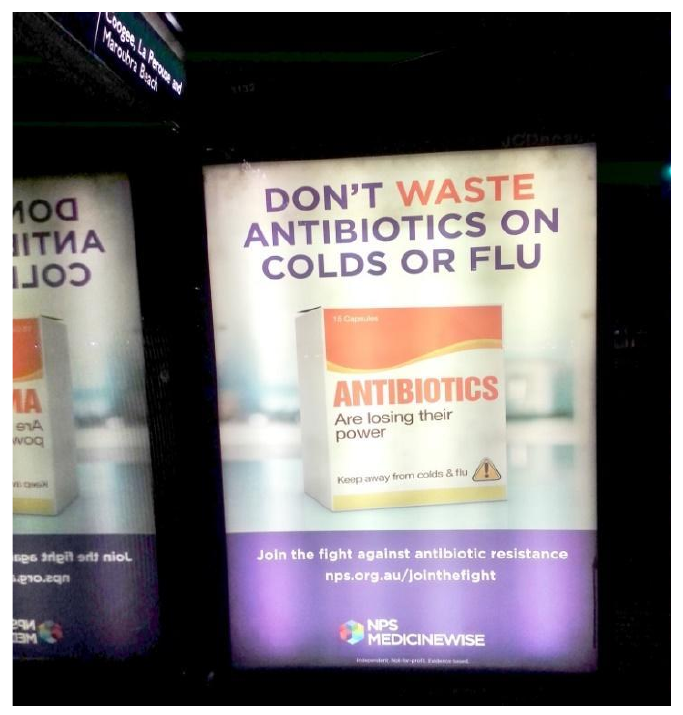 Coogee, La Perouse and
Maroubra Beach
JCDecaux
DON'T WASTE
ANTIBIOTICS ON
COLDS OR FLU
13 Capsules
ANTIBIOTICS
Are losing their
power
Keep away from colds & flu
Join the fight against antibiotic resistance
nps.org.au/jointhefight
NPS
MEDICINEWISE
Independent. Not-for-profit. Evidence based.